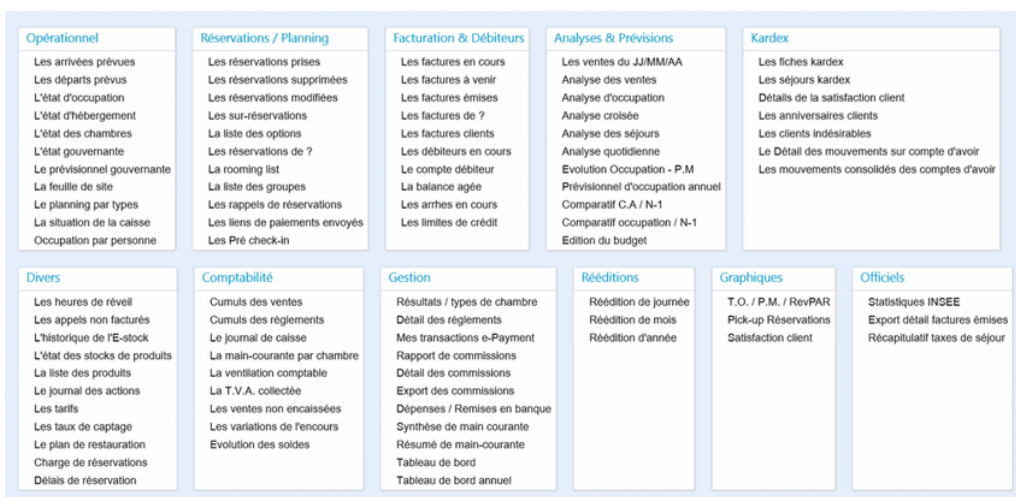 Opérationnel
Les arrivées prévues
Les départs prévus
L'état d'occupation
L'état d'hébergement
L'état des chambres
L'état gouvernante
Le prévisionnel gouvernante
La feuille de site
Le planning par types
La situation de la caisse
Occupation par personne
Réservations / Planning
Les réservations prises
Les réservations supprimées
Les réservations modifiées
Les sur-réservations
La liste des options
Les réservations de ?
La rooming list
La liste des groupes
Les rappels de réservations
Les liens de paiements envoyés
Les Pré check-in
Facturation & Débiteurs
Les factures en cours
Les factures à venir
Les factures émises
Les factures de ?
Les factures clients
Les débiteurs en cours
Le compte débiteur
La balance agée
Les arrhes en cours
Les limites de crédit
Analyses & Prévisions
Les ventes du JJ/MM/AA
Analyse des ventes
Analyse d'occupation
Analyse croisée
Analyse des séjours
Analyse quotidienne
Evolution Occupation - P.M
Prévisionnel d'occupation annuel
Comparatif C.A / N-1
Comparatif occupation / N-1
Edition du budget
Kardex
Les fiches kardex
Les séjours kardex
Détails de la satisfaction client
Les anniversaires clients
Les clients indésirables
Le Détail des mouvements sur compte d'avoir
Les mouvements consolidés des comptes d'avoir
Divers
Les heures de réveil
Les appels non facturés
L'historique de l'E-stock
L'état des stocks de produits
La liste des produits
Le journal des actions
Les tarifs
Les taux de captage
Le plan de restauration
Charge de réservations
Délais de réservation
Comptabilité
Cumuls des ventes
Cumuls des règlements
Le journal de caisse
La main-courante par chambre
La ventilation comptable
La T.V.A. collectée
Les ventes non encaissées
Les variations de l'encours
Evolution des soldes
Gestion
Résultats / types de chambre
Détail des règlements
Mes transactions e-Payment
Rapport de commissions
Détail des commissions
Export des commissions
Dépenses / Remises en banque
Synthèse de main courante
Résumé de main-courante
Tableau de bord
Tableau de bord annuel
Rééditions
Réédition de journée
Réédition de mois
Réédition d'année
Graphiques
T.O. / P.M. / RevPAR
Pick-up Réservations
Satisfaction client
Officiels
Statistiques INSEE
Export détail factures émises
Récapitulatif taxes de séjour